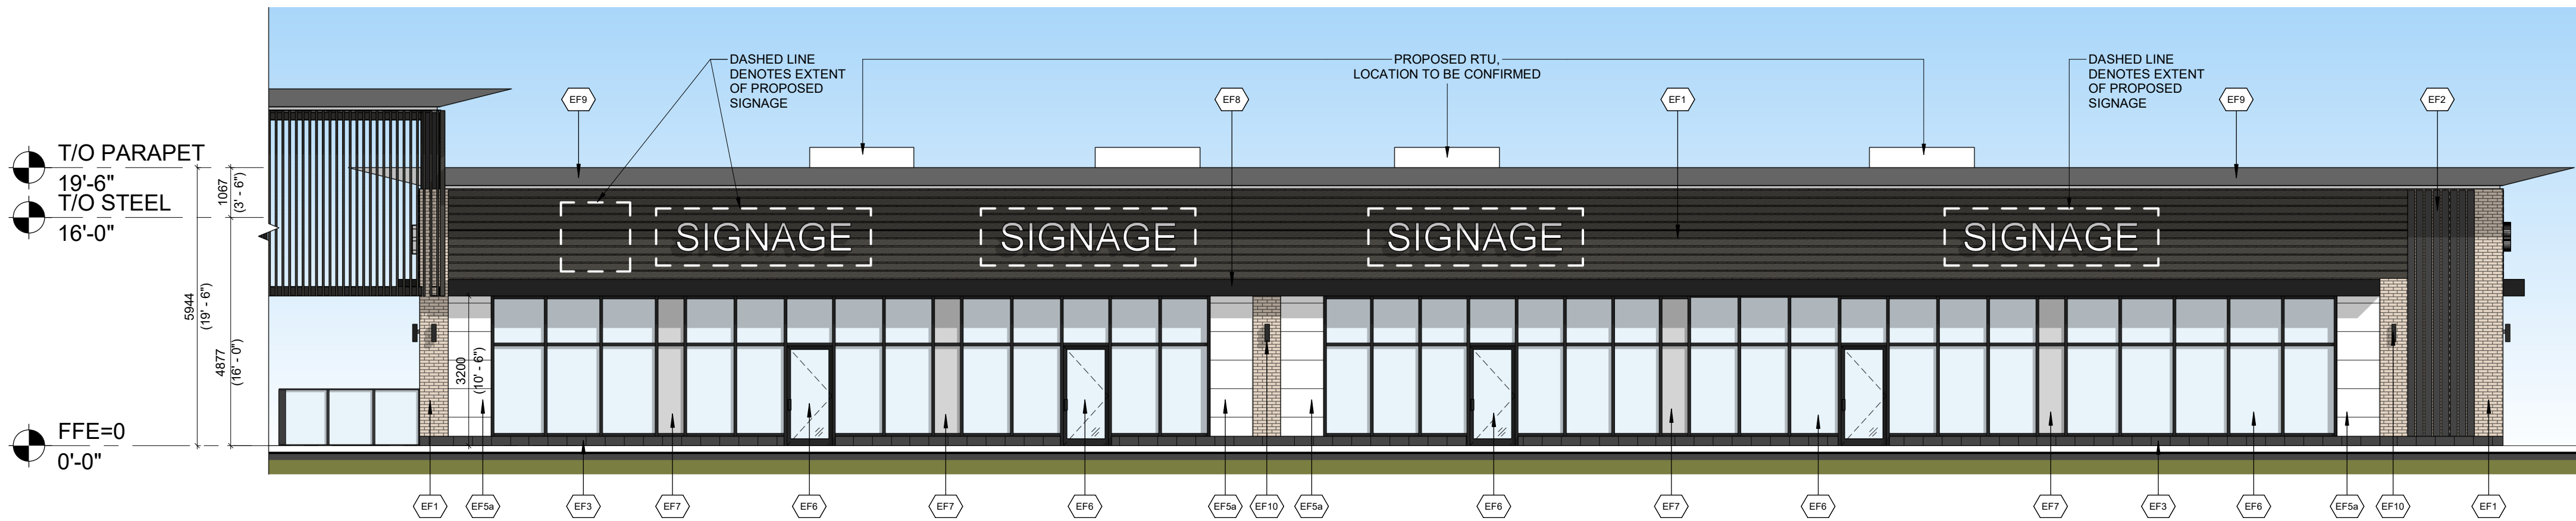 DASHED LINE
DENOTES EXTENT
OF PROPOSED
SIGNAGE
PROPOSED RTU,
LOCATION TO BE CONFIRMED
DASHED LINE
DENOTES EXTENT
OF PROPOSED
SIGNAGE
EF9
EF8
EF1
EF9
EF2
T/O PARAPET
19'-6"
T/O STEEL
16'-0"
1067
(3' - 6")
SIGNAGE
SIGNAGE
SIGNAGE
SIGNAGE
5944
(19' - 6")
4877
(16' - 0")
3200
(10' - 6")
FFE=0
0'-0"
EF1
EF5a
EF3
EF7
EF6
EF7
EF6
EF5a
EF10
EF5a
EF6
EF7
EF6
EF7
EF3
EF6
EF5a
EF10
EF1